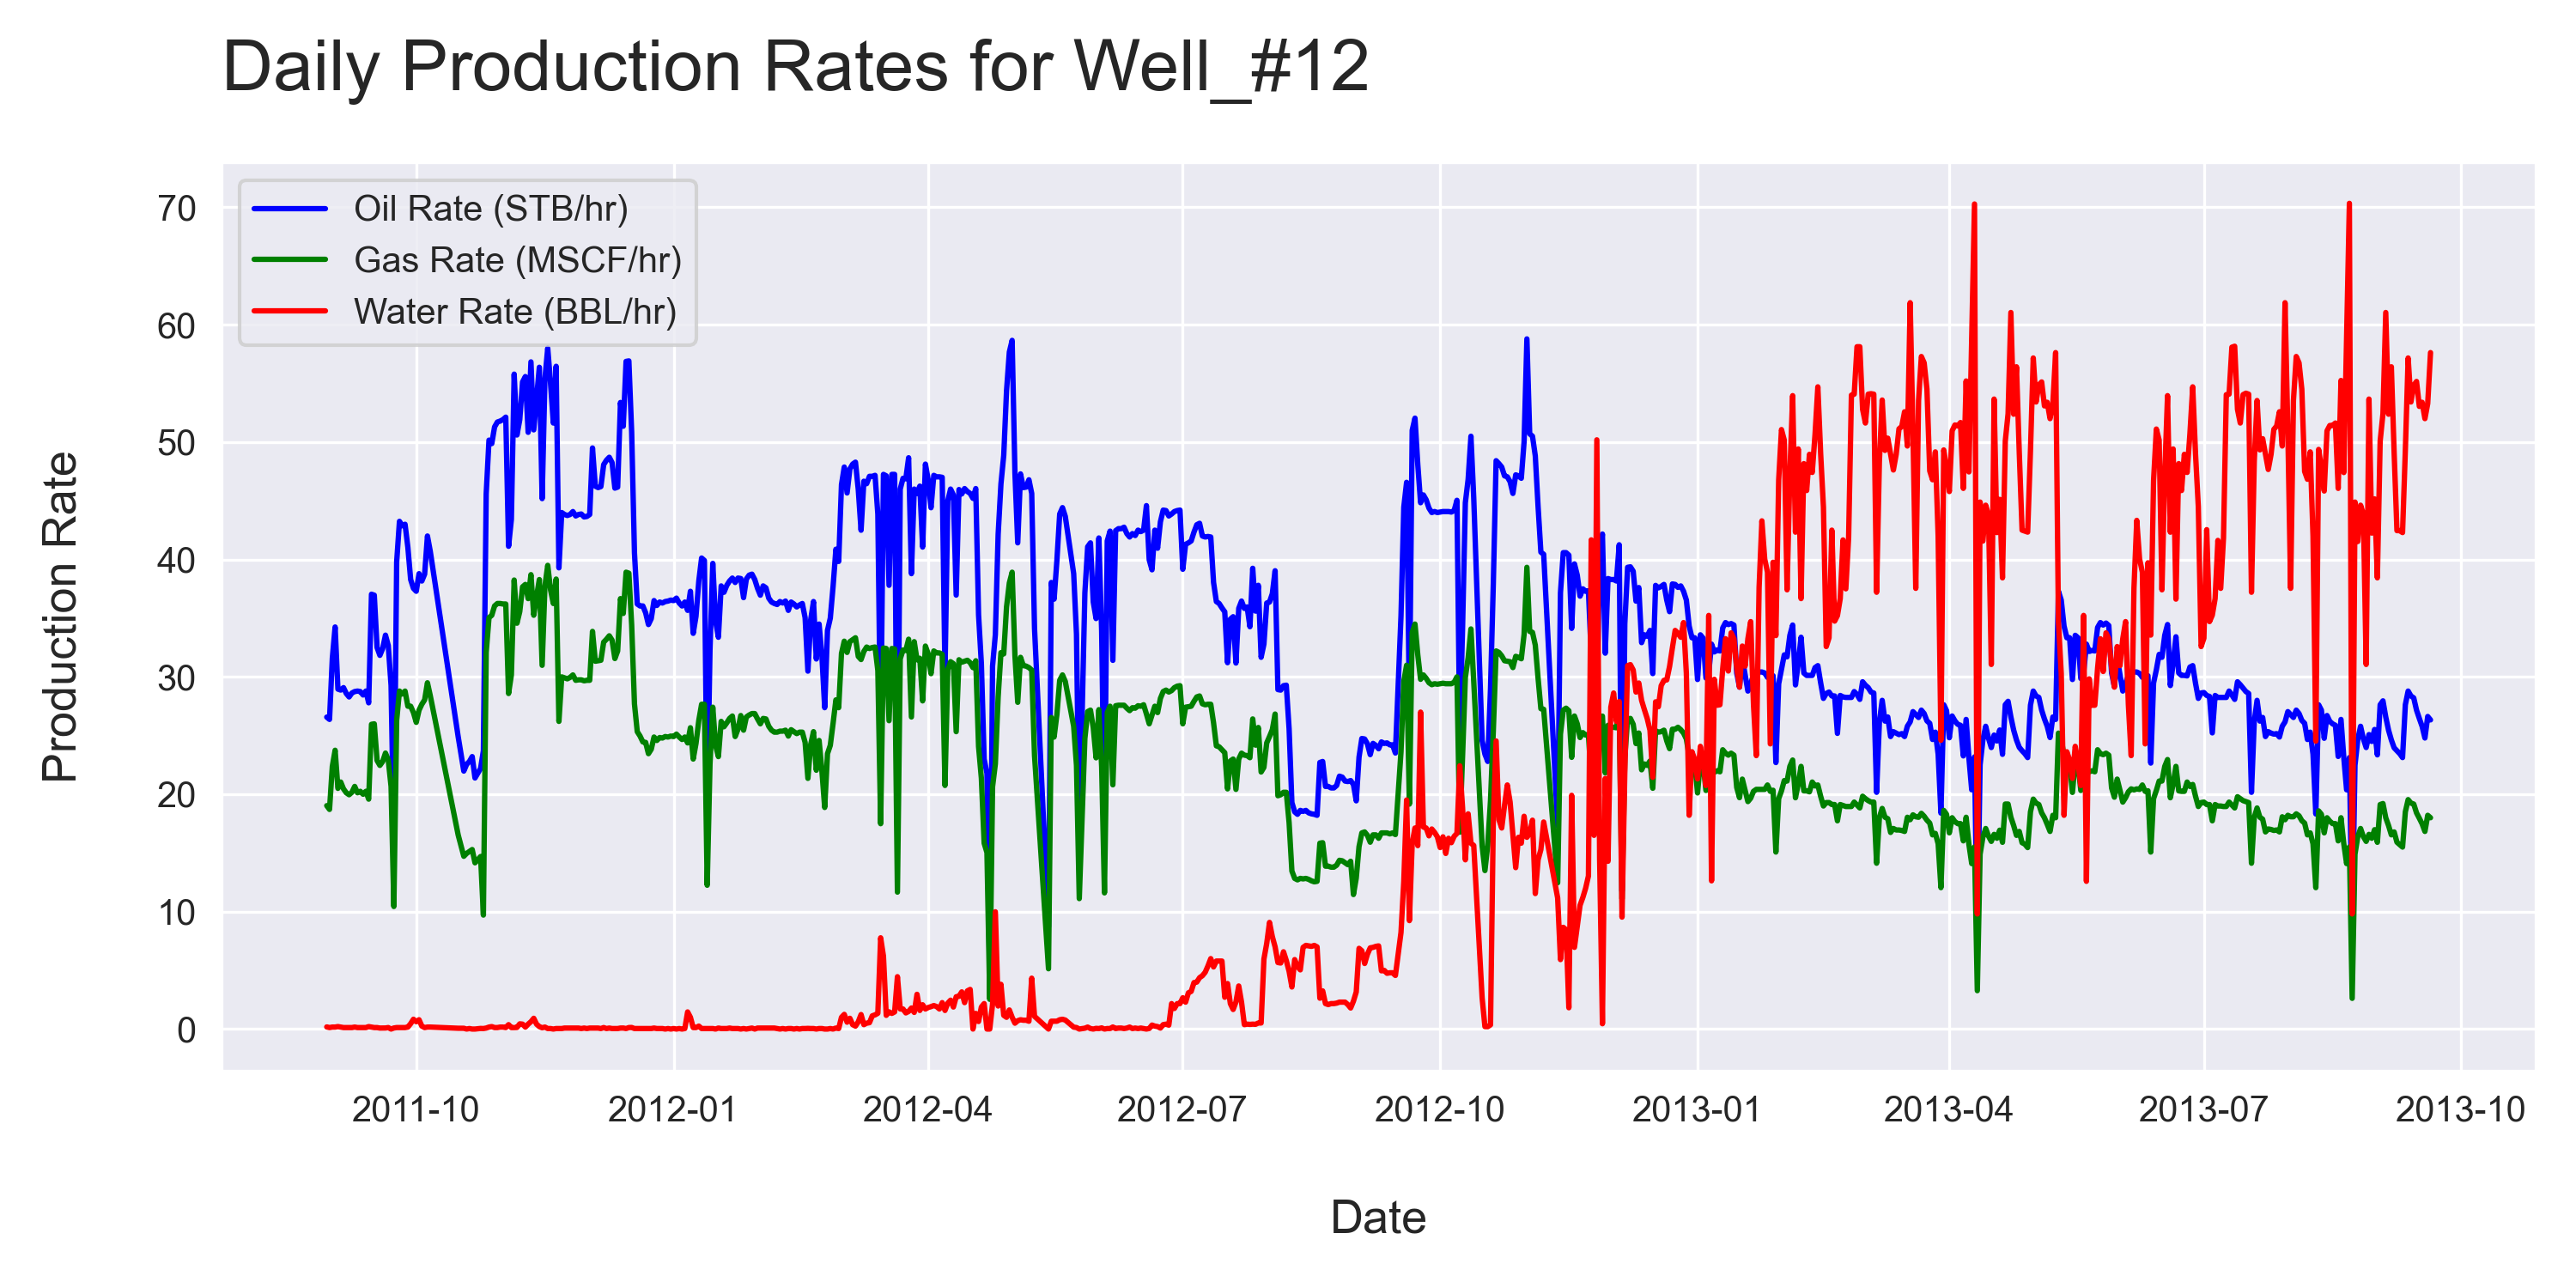 Daily Production Rates for Well_#12
Oil Rate (STB/hr)
Gas Rate (MSCF/hr)
Water Rate (BBL/hr)
Production Rate
70
60
50
40
30
20
10
0
2011-10 2012-01 2012-04 2012-07 2012-10 2013-01 2013-04 2013-07 2013-10
Date